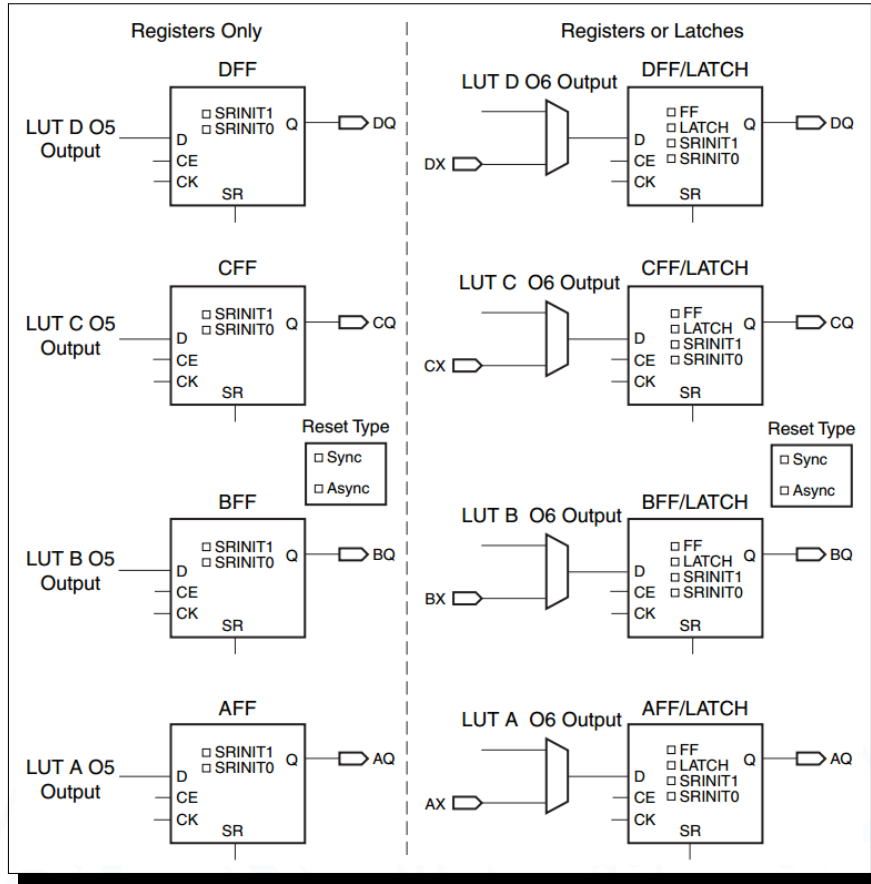 Registers Only
DFF
LUT D O5
Output
SRINIT1
SRINIT0
Q
DQ
D
CE
CK
SR
CFF
LUT C O5
Output
SRINIT1
SRINIT0
Q
CQ
D
CE
CK
SR
Reset Type
Sync
Async
BFF
LUT B O5
Output
SRINIT1
SRINIT0
Q
BQ
D
CE
CK
SR
AFF
LUT A O5
Output
SRINIT1
SRINIT0
Q
AQ
D
CE
CK
SR
Registers or Latches
LUT D O6 Output
DFF/LATCH
FF
LATCH
SRINIT1
SRINIT0
Q
DQ
DX
D
CE
CK
SR
LUT C O6 Output
CFF/LATCH
FF
LATCH
SRINIT1
SRINIT0
Q
CQ
CX
D
CE
CK
SR
Reset Type
Sync
Async
LUT B O6 Output
BFF/LATCH
FF
LATCH
SRINIT1
SRINIT0
Q
BQ
BX
D
CE
CK
SR
LUT A O6 Output
AFF/LATCH
FF
LATCH
SRINIT1
SRINIT0
Q
AQ
AX
D
CE
CK
SR